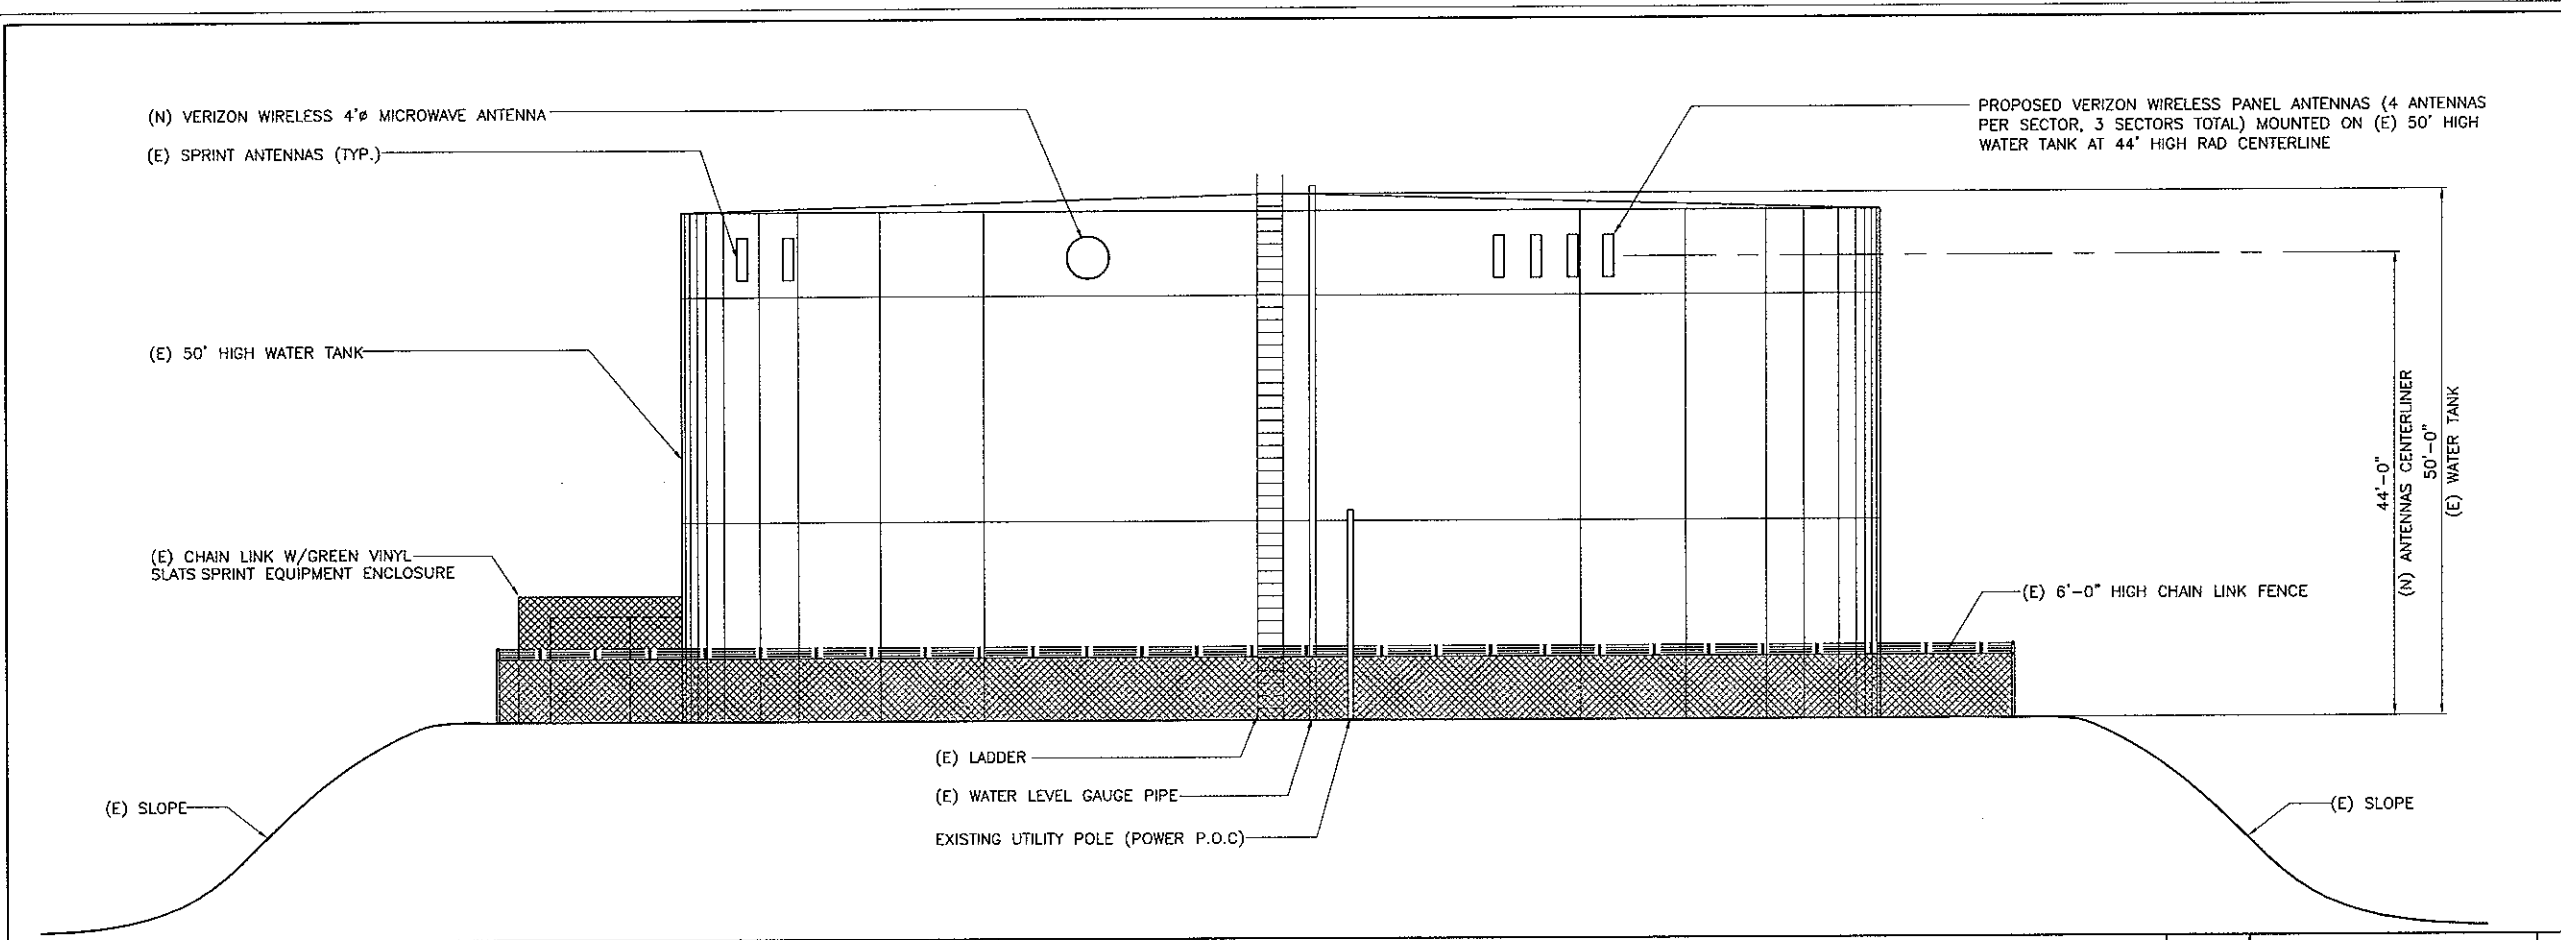 (N) VERIZON WIRELESS 4'ø MICROWAVE ANTENNA
(E) SPRINT ANTENNAS (TYP.)
PROPOSED VERIZON WIRELESS PANEL ANTENNAS (4 ANTENNAS
PER SECTOR, 3 SECTORS TOTAL) MOUNTED ON (E) 50' HIGH
WATER TANK AT 44' HIGH RAD CENTERLINE
(E) 50' HIGH WATER TANK
44'-0"
(N) ANTENNAS CENTERLINER
50'-0"
(E) WATER TANK
(E) CHAIN LINK W/GREEN VINYL
SLATS SPRINT EQUIPMENT ENCLOSURE
(E) 6'-0" HIGH CHAIN LINK FENCE
(E) LADDER
(E) WATER LEVEL GAUGE PIPE
EXISTING UTILITY POLE (POWER P.O.C)
(E) SLOPE
(E) SLOPE